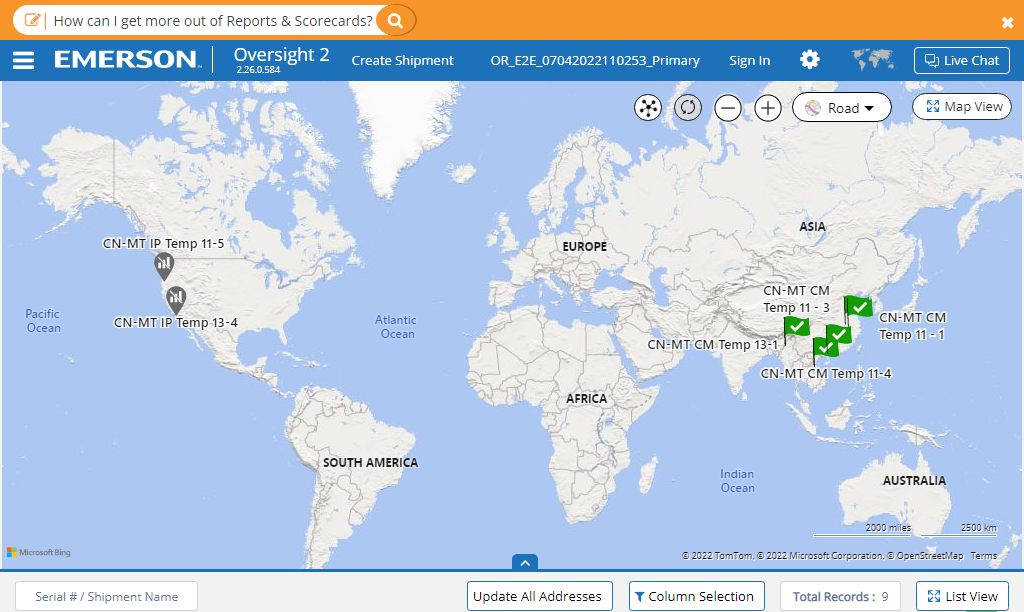 How can I get more out of Reports & Scorecards?
EMERSON
Oversight 2
2.26.0.584
Create Shipment
OR_E2E_07042022110253_Primary
Sign In
Live Chat
Road
Map View
ASIA
CN-MT IP Temp 11-5
EUROPE
CN-MT CM
Temp 11 - 3
Pacific
Ocean
CN-MT IP Temp 13-4
Atlantic
Ocean
CN-MT CM
Temp 11 - 1
CN-MT CM Temp 13-1
CN-MT CM Temp 11-4
AFRICA
SOUTH AMERICA
Indian
Ocean
AUSTRALIA
2000 miles
2500 km
Microsoft Bing
© 2022 TomTom, © 2022 Microsoft Corporation, © OpenStreetMap Terms
Serial # / Shipment Name
Update All Addresses
Column Selection
Total Records : 9
List View